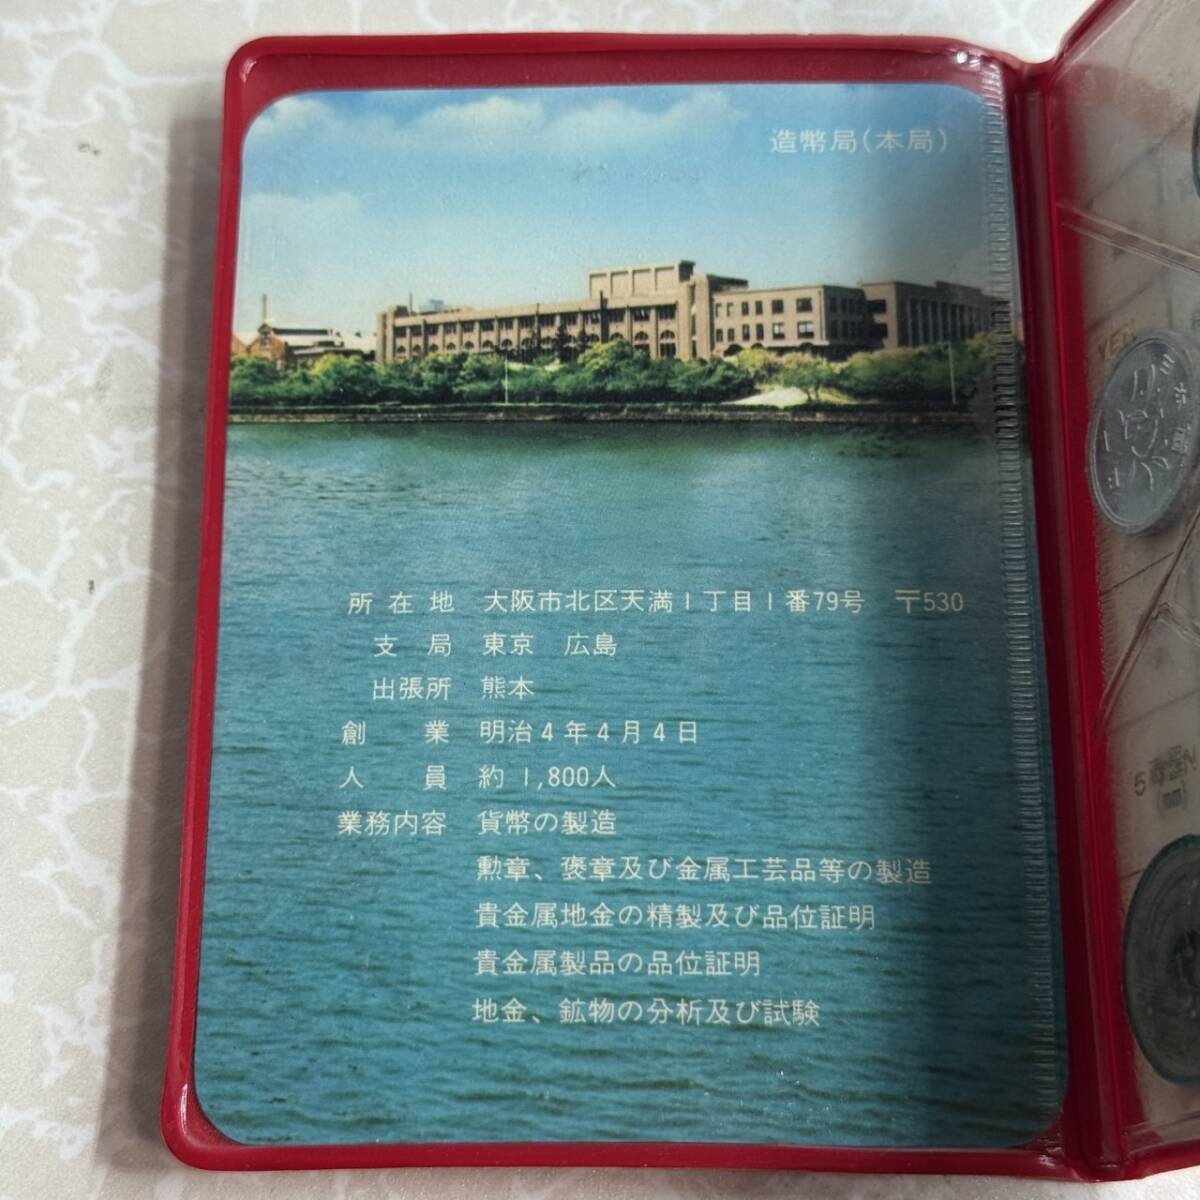 造幣局(本局)
所在地 大阪市北区天満1丁目1番79号 〒530
支局 東京 広島
出張所 熊本
創業 明治4年4月4日
人員 約1,800人
業務内容 貨幣の製造
勲章、褒章及び金属工芸品等の製造
貴金属地金の精製及び品位証明
貴金属製品の品位証明
地金、鉱物の分析及び試験
YEN